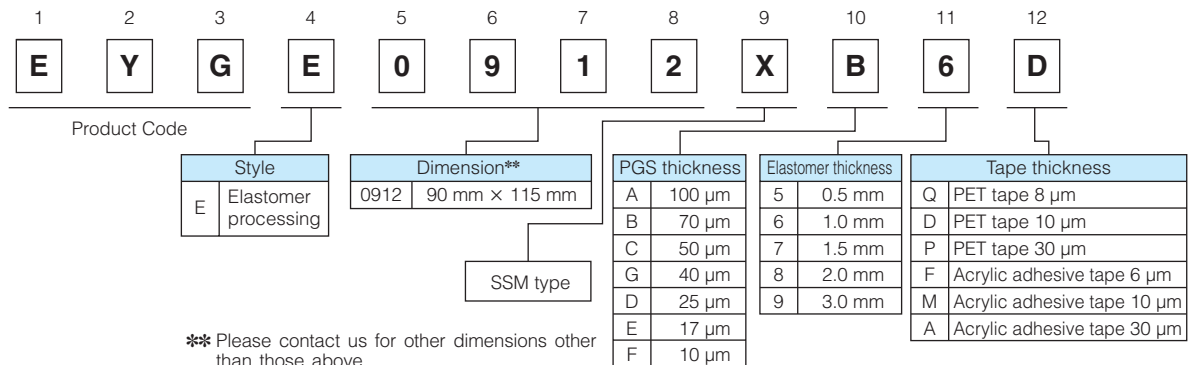 1 2 3 4 5 6 7 8 9 10 11 12
E Y G E 0 9 1 2 X B 6 D
Product Code
Style
E Elastomer processing
Dimension**
0912 90 mm × 115 mm
SSM type
PGS thickness
A 100 µm
B 70 µm
C 50 µm
G 40 µm
D 25 µm
E 17 µm
F 10 µm
Elastomer thickness
5 0.5 mm
6 1.0 mm
7 1.5 mm
8 2.0 mm
9 3.0 mm
Tape thickness
Q PET tape 8 µm
D PET tape 10 µm
P PET tape 30 µm
F Acrylic adhesive tape 6 µm
M Acrylic adhesive tape 10 µm
A Acrylic adhesive tape 30 µm
** Please contact us for other dimensions other
than those above